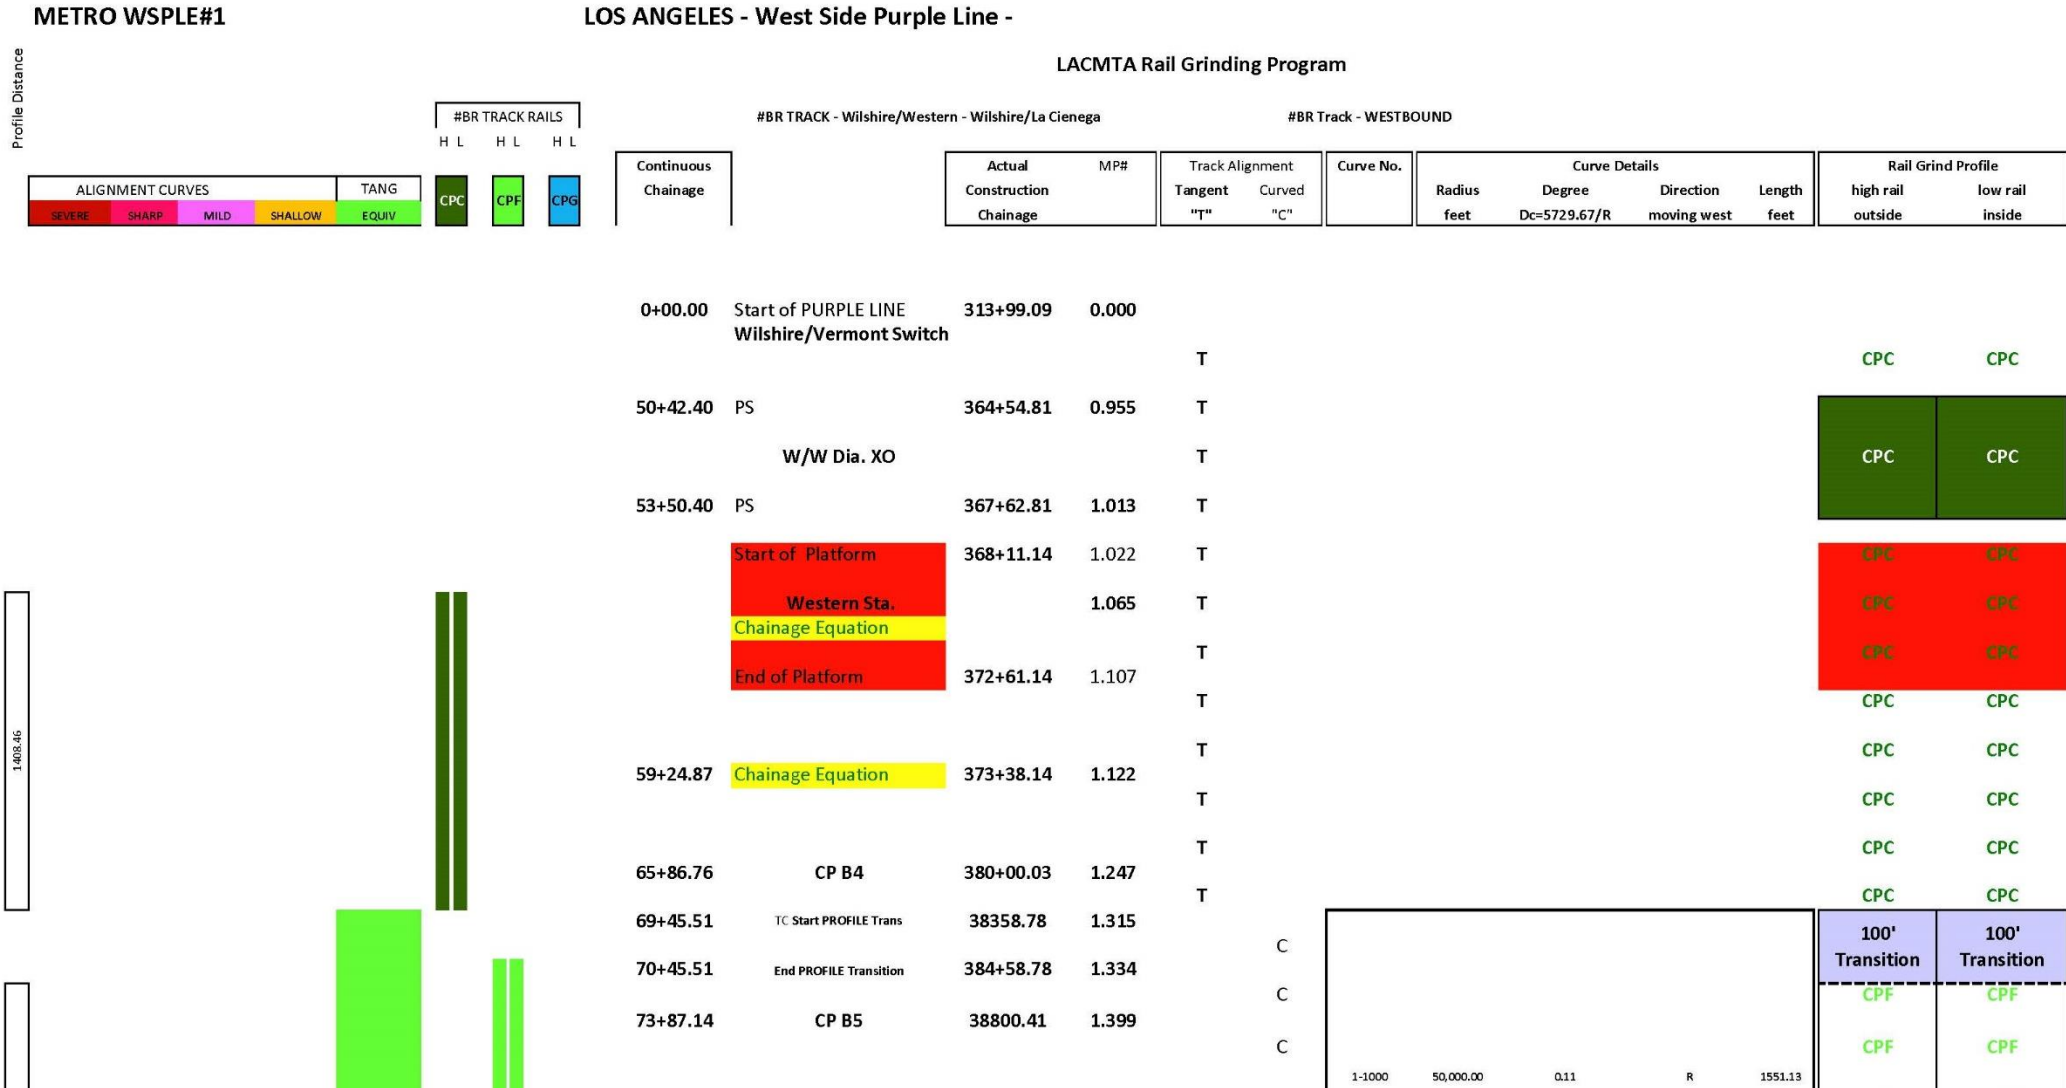 METRO WSPLE#1 LOS ANGELES - West Side Purple Line -
Profile Distance
LACMTA Rail Grinding Program
#BR TRACK RAILS #BR TRACK - Wilshire/Western - Wilshire/La Cienega #BR Track - WESTBOUND
H L H L H L
Continuous Actual MP# Track Alignment Curve No. Curve Details Rail Grind Profile
ALIGNMENT CURVES TANG CPC CPF CPG Chainage Construction Tangent Curved Radius Degree Direction Length high rail low rail
SEVERE SHARP MILD SHALLOW EQUIV Chainage "T" "C" feet Dc=5729.67/R moving west feet outside inside
0+00.00 Start of PURPLE LINE 313+99.09 0.000
Wilshire/Vermont Switch
T CPC CPC
50+42.40 PS 364+54.81 0.955 T
W/W Dia. XO T CPC CPC
53+50.40 PS 367+62.81 1.013 T
Start of Platform 368+11.14 1.022 T CPC CPC
Western Sta. 1.065 T CPC CPC
Chainage Equation
T CPC CPC
End of Platform 372+61.14 1.107
T CPC CPC
1408.46
T CPC CPC
59+24.87 Chainage Equation 373+38.14 1.122
T CPC CPC
T CPC CPC
65+86.76 CP B4 380+00.03 1.247
T CPC CPC
69+45.51 TC Start PROFILE Trans 38358.78 1.315
C 100' 100'
Transition Transition
70+45.51 End PROFILE Transition 384+58.78 1.334
C CPF CPF
73+87.14 CP B5 38800.41 1.399
C CPF CPF
1-1000 50,000.00 0.11 R 1551.13